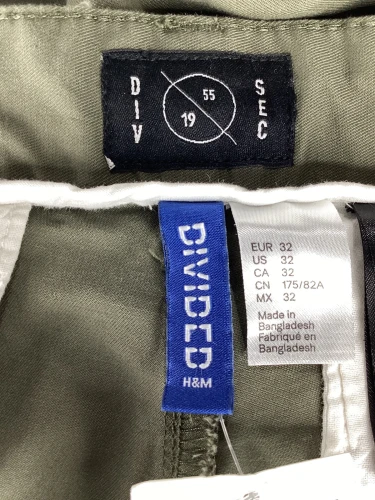 DIV
55
19
SEC
DIVIDED
H&M
EUR 32
US 32
CA 32
CN 175/82A
MX 32
Made in
Bangladesh
Fabriqué en
Bangladesh